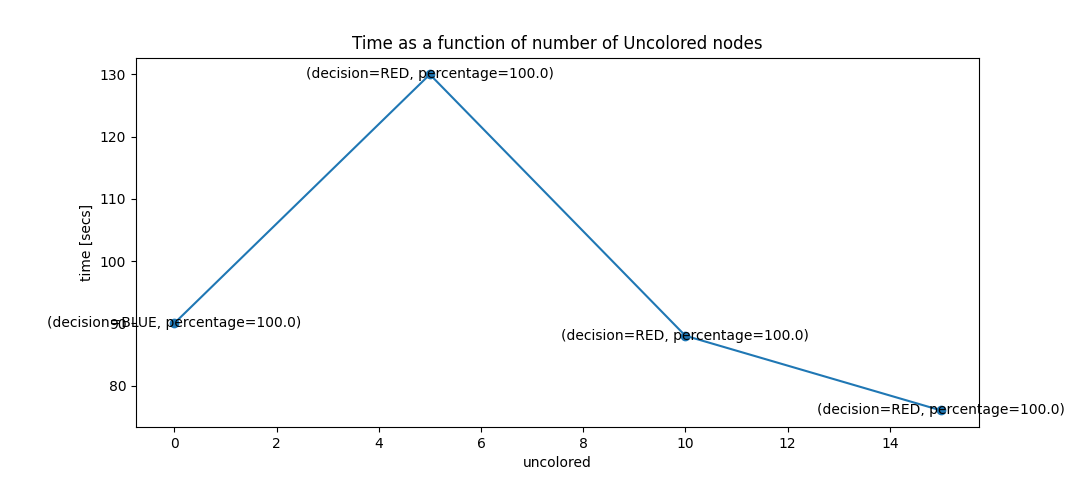 Time as a function of number of Uncolored nodes
time [secs]
130
120
110
100
90
80
(decision=RED, percentage=100.0)
(decision=BLUE, percentage=100.0)
(decision=RED, percentage=100.0)
(decision=RED, percentage=100.0)
0 2 4 6 8 10 12 14
uncolored